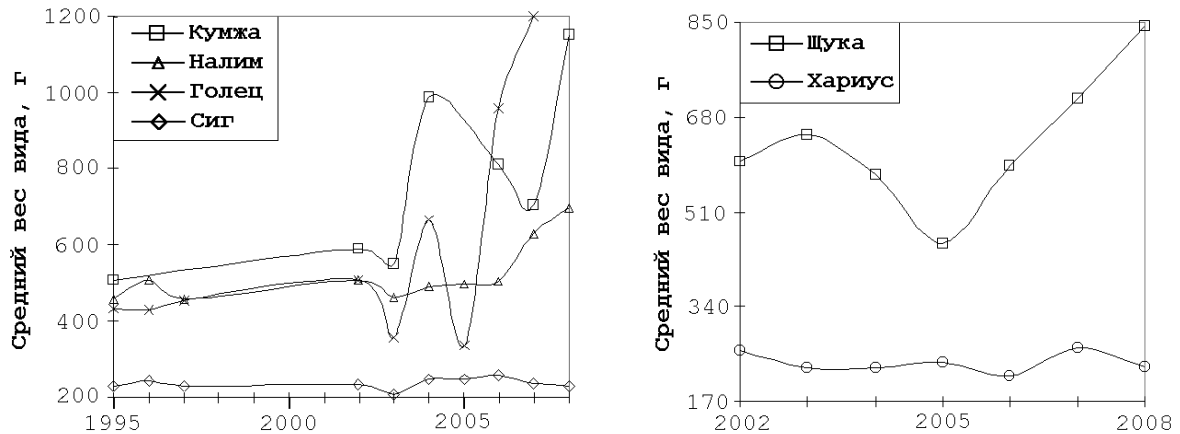 Средний вес вида, г
1200
1000
800
600
400
200
1995
2000
2005
Кумжа
Налим
Голец
Сиг
Средний вес вида, г
850
680
510
340
170
2002
2005
2008
Щука
Хариус